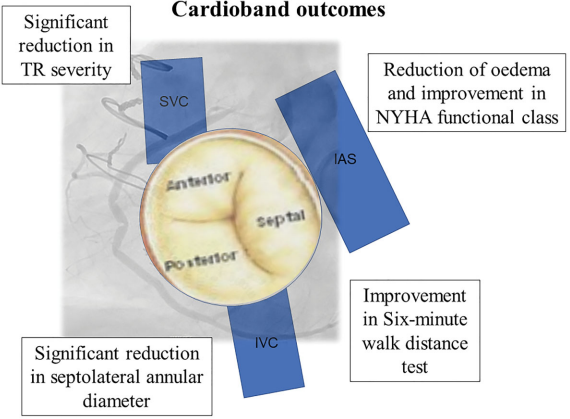 Cardioband outcomes
Significant
reduction in
TR severity
SVC
Reduction of oedema
and improvement in
NYHA functional class
IAS
Anterior
Septal
Posterior
Improvement
in Six-minute
walk distance
test
IVC
Significant reduction
in septolateral annular
diameter